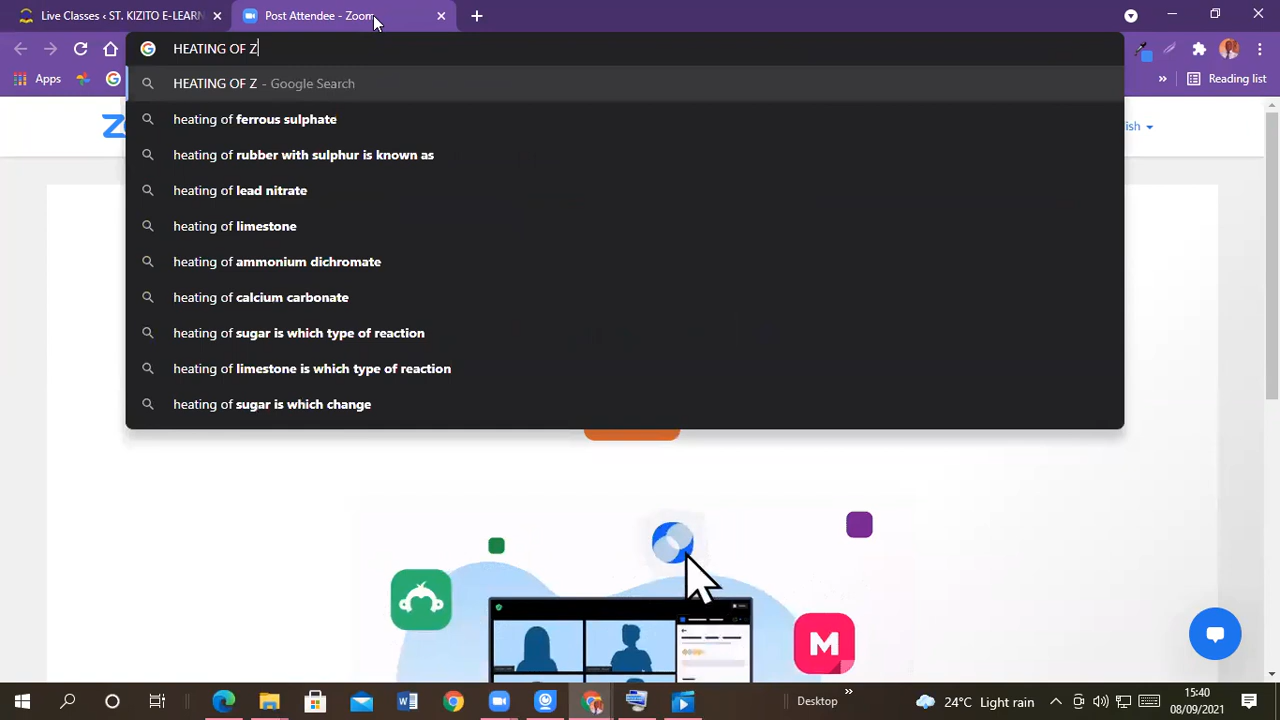 Live Classes ‹ ST. KIZITO E-LEARN
Post Attendee - Zoom
HEATING OF Z
Apps
Reading list
HEATING OF Z - Google Search
heating of ferrous sulphate
ish
heating of rubber with sulphur is known as
heating of lead nitrate
heating of limestone
heating of ammonium dichromate
heating of calcium carbonate
heating of sugar is which type of reaction
heating of limestone is which type of reaction
heating of sugar is which change
M
Desktop
24°C Light rain
15:40
08/09/2021